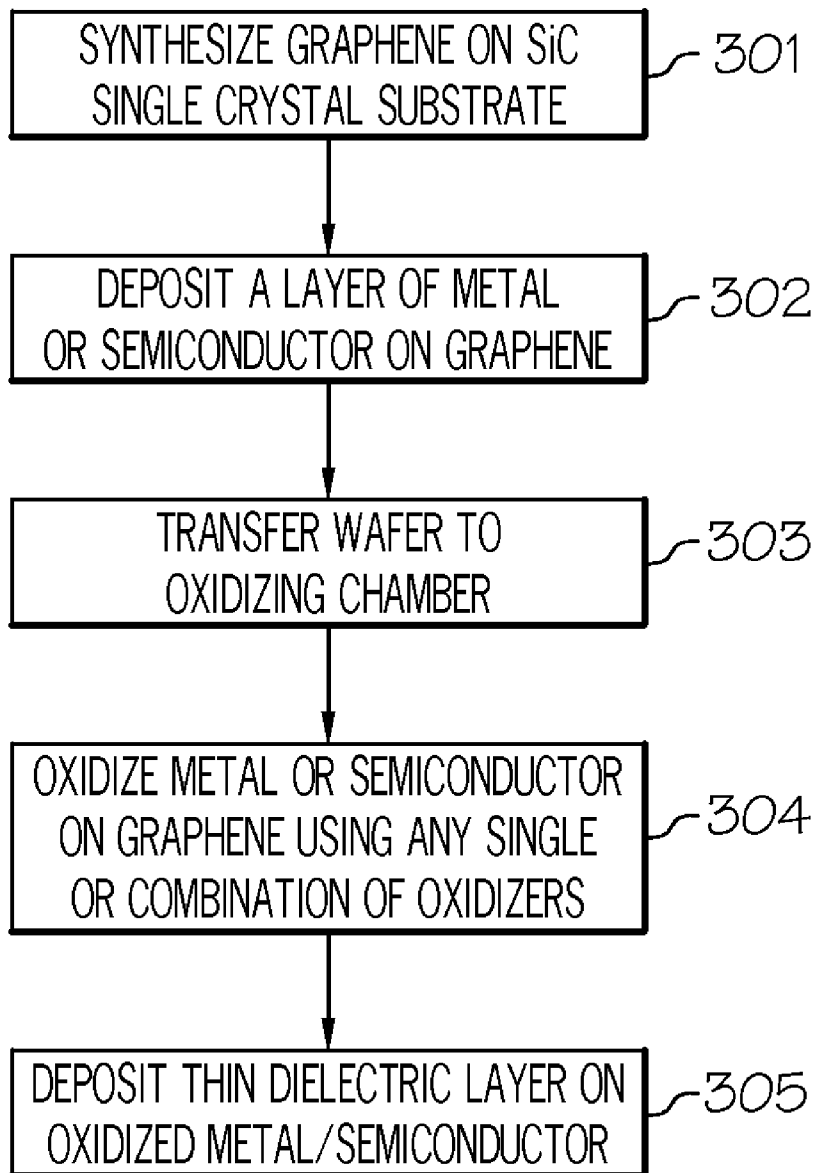 SYNTHESIZE GRAPHENE ON SiC
SINGLE CRYSTAL SUBSTRATE
301
DEPOSIT A LAYER OF METAL
OR SEMICONDUCTOR ON GRAPHENE
302
TRANSFER WAFER TO
OXIDIZING CHAMBER
303
OXIDIZE METAL OR SEMICONDUCTOR
ON GRAPHENE USING ANY SINGLE
OR COMBINATION OF OXIDIZERS
304
DEPOSIT THIN DIELECTRIC LAYER ON
OXIDIZED METAL/SEMICONDUCTOR
305